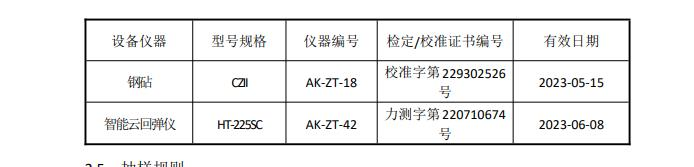 设备仪器 型号规格 仪器编号 检定/校准证书编号 有效日期
钢砧 CZII AK-ZT-18 校准字第229302526号 2023-05-15
智能云回弹仪 HT-225SC AK-ZT-42 力测字第220710674号 2023-06-08